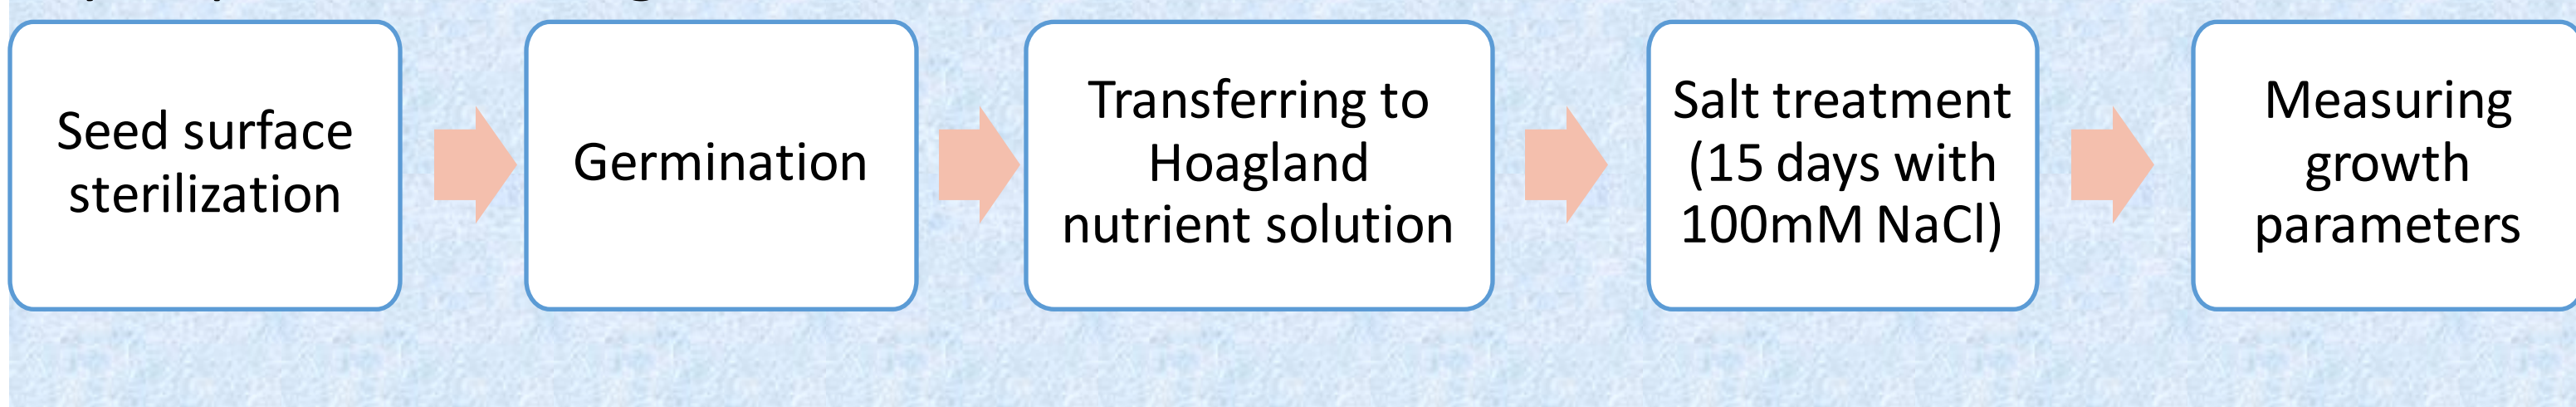 Seed surface
sterilization
Germination
Transferring to
Hoagland
nutrient solution
Salt treatment
(15 days with
100mM NaCl)
Measuring
growth
parameters